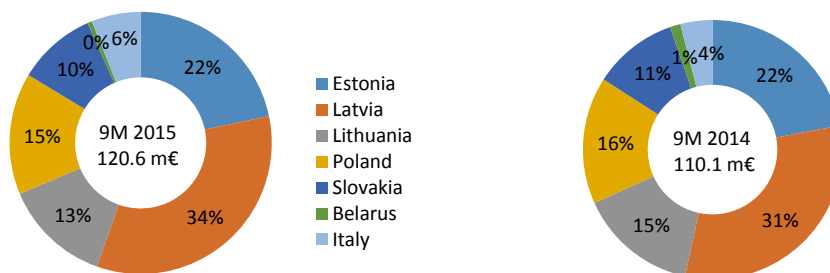 0%
6%
22%
10%
15%
9M 2015
120.6 m€
13%
34%
Estonia
Latvia
Lithuania
Poland
Slovakia
Belarus
Italy
1%
4%
22%
11%
16%
9M 2014
110.1 m€
15%
31%